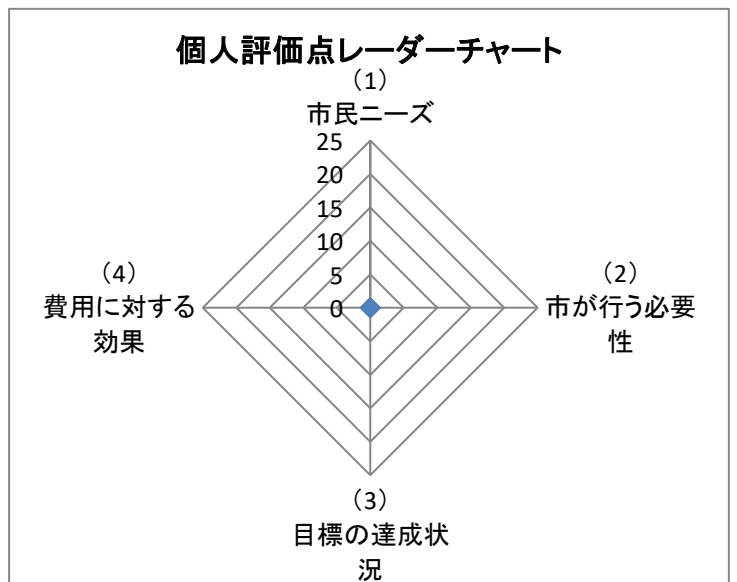 個人評価点レーダーチャート
（1）
市民ニーズ
25
20
15
10
5
0
（2）
市が行う必要
性
（3）
目標の達成状
況
（4）
費用に対する
効果